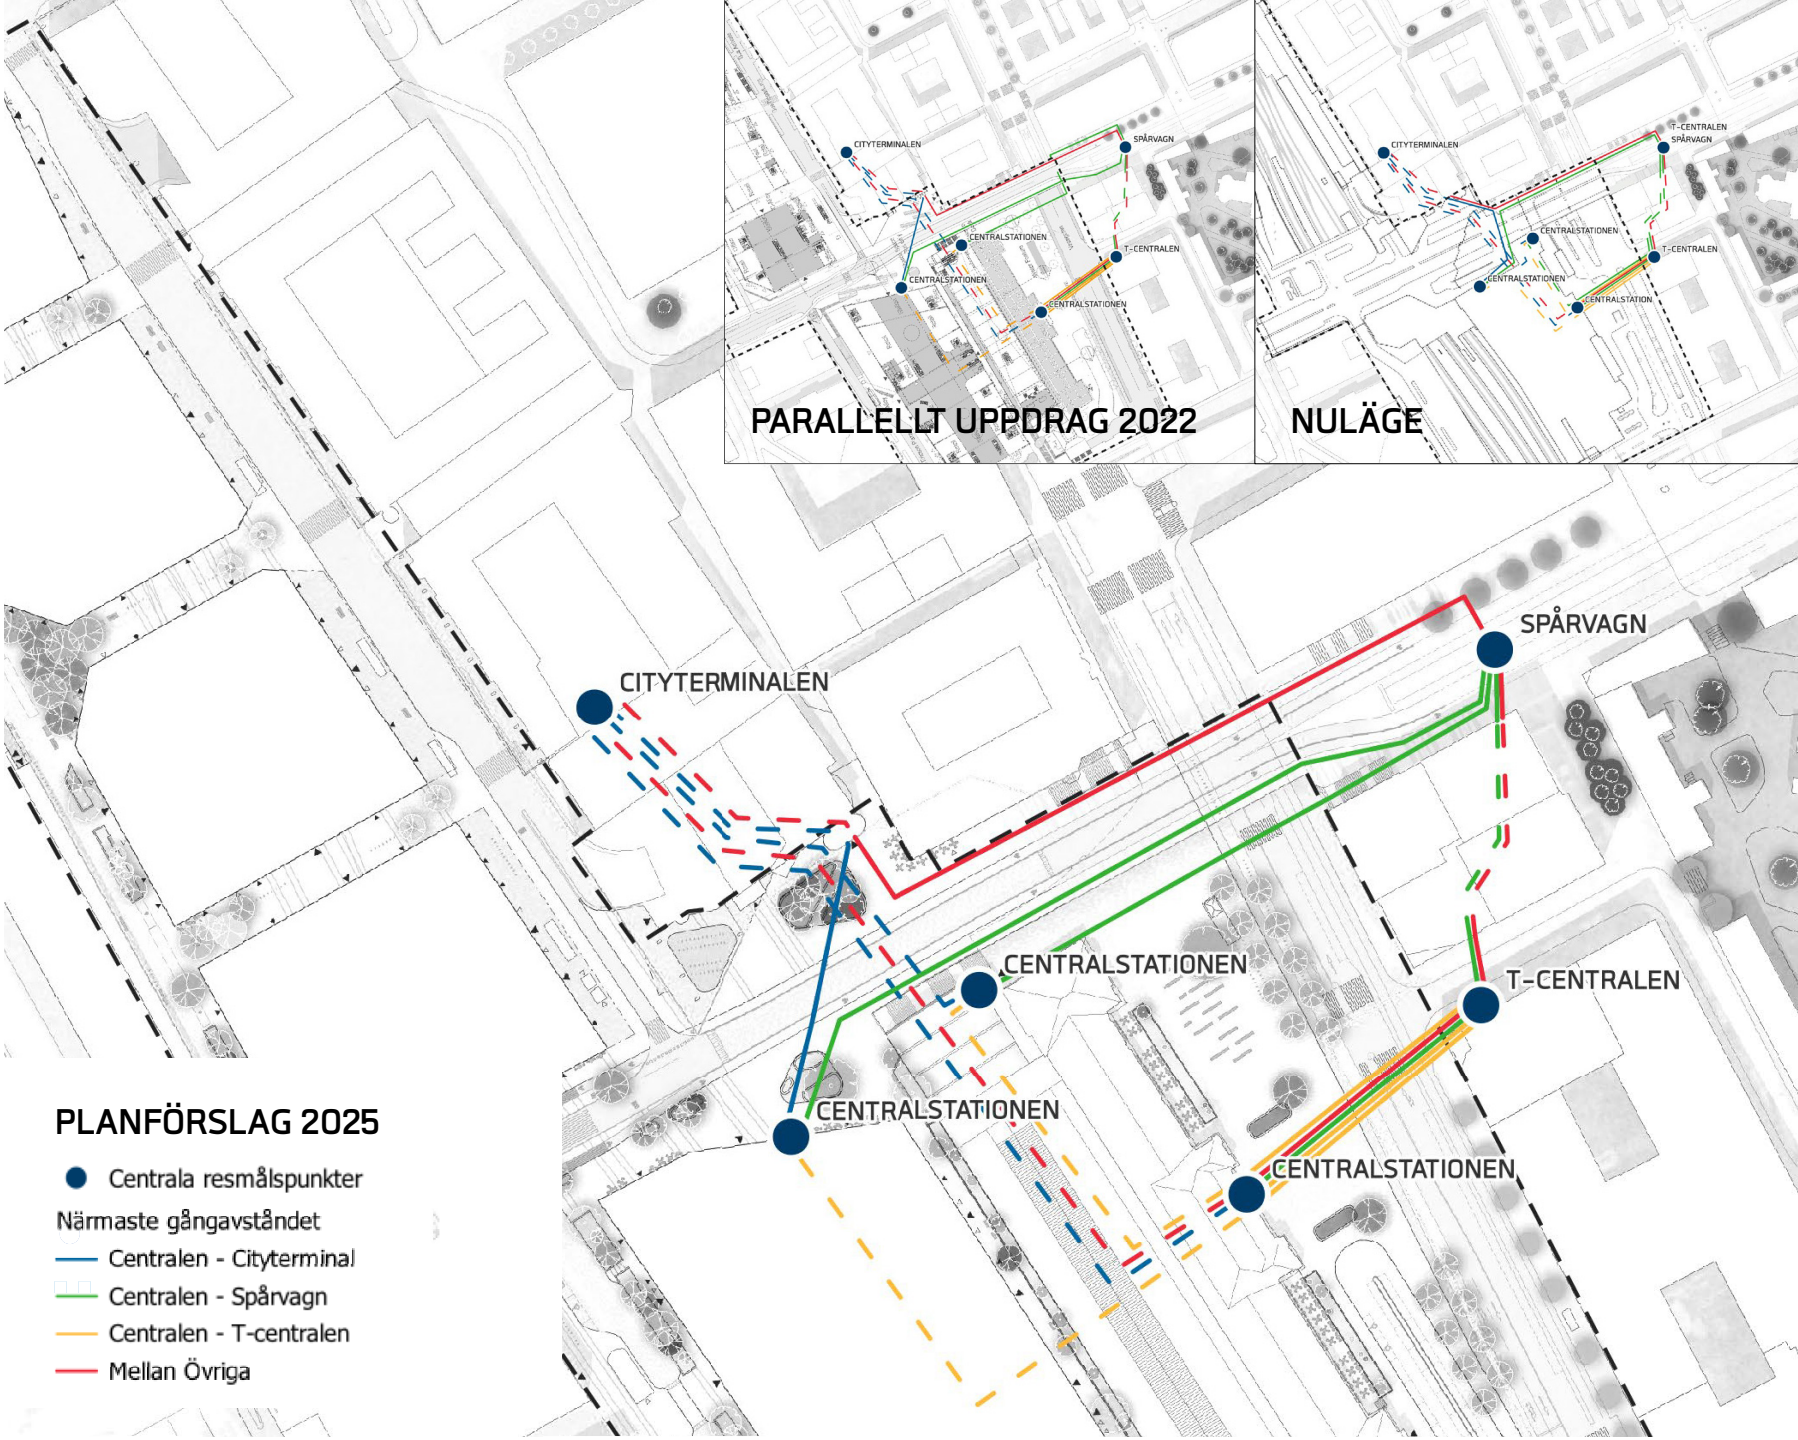 CITYTERMINALEN
SPÅRVAGN
CENTRALSTATIONEN
T-CENTRALEN
CENTRALSTATIONEN
CENTRALSTATIONEN
PARALLELLT UPPDRAG 2022
T-CENTRALEN
SPÅRVAGN
CITYTERMINALEN
CENTRALSTATIONEN
T-CENTRALEN
CENTRALSTATIONEN
CENTRALSTATION
NULÄGE
SPÅRVAGN
CITYTERMINALEN
CENTRALSTATIONEN
T-CENTRALEN
CENTRALSTATIONEN
CENTRALSTATIONEN
PLANFÖRSLAG 2025
Centrala resmålspunkter
Närmaste gångavståndet
Centralen - Cityterminal
Centralen - Spårvagn
Centralen - T-centralen
Mellan Övriga